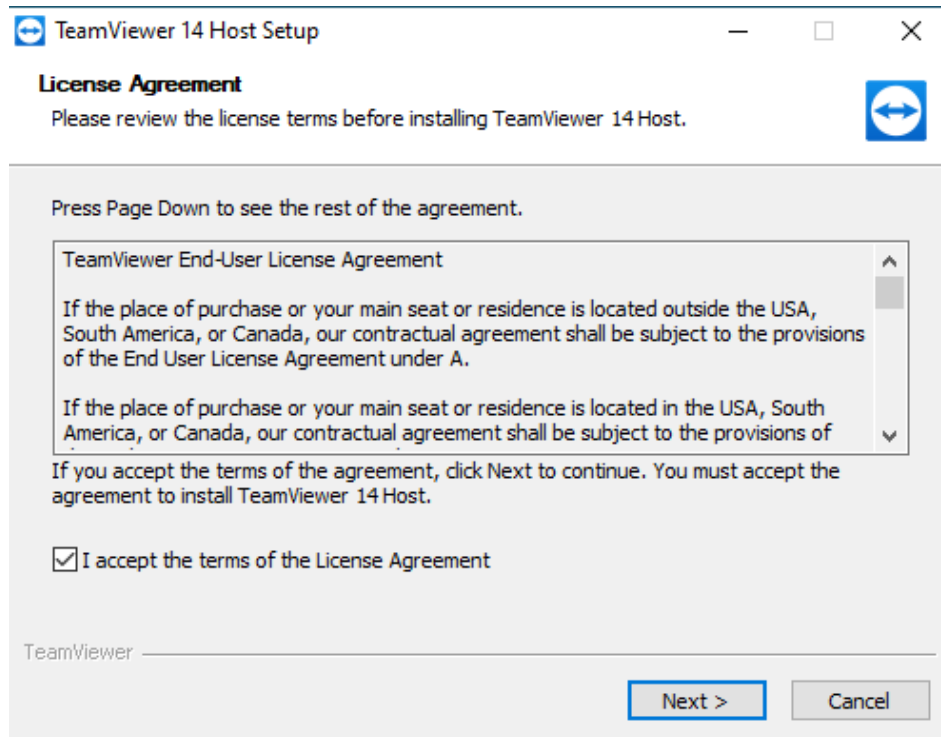 TeamViewer 14 Host Setup
License Agreement
Please review the license terms before installing TeamViewer 14 Host.
Press Page Down to see the rest of the agreement.
TeamViewer End-User License Agreement
If the place of purchase or your main seat or residence is located outside the USA,
South America, or Canada, our contractual agreement shall be subject to the provisions
of the End User License Agreement under A.
If the place of purchase or your main seat or residence is located in the USA, South
America, or Canada, our contractual agreement shall be subject to the provisions of
If you accept the terms of the agreement, click Next to continue. You must accept the
agreement to install TeamViewer 14 Host.
I accept the terms of the License Agreement
TeamViewer
Next >
Cancel